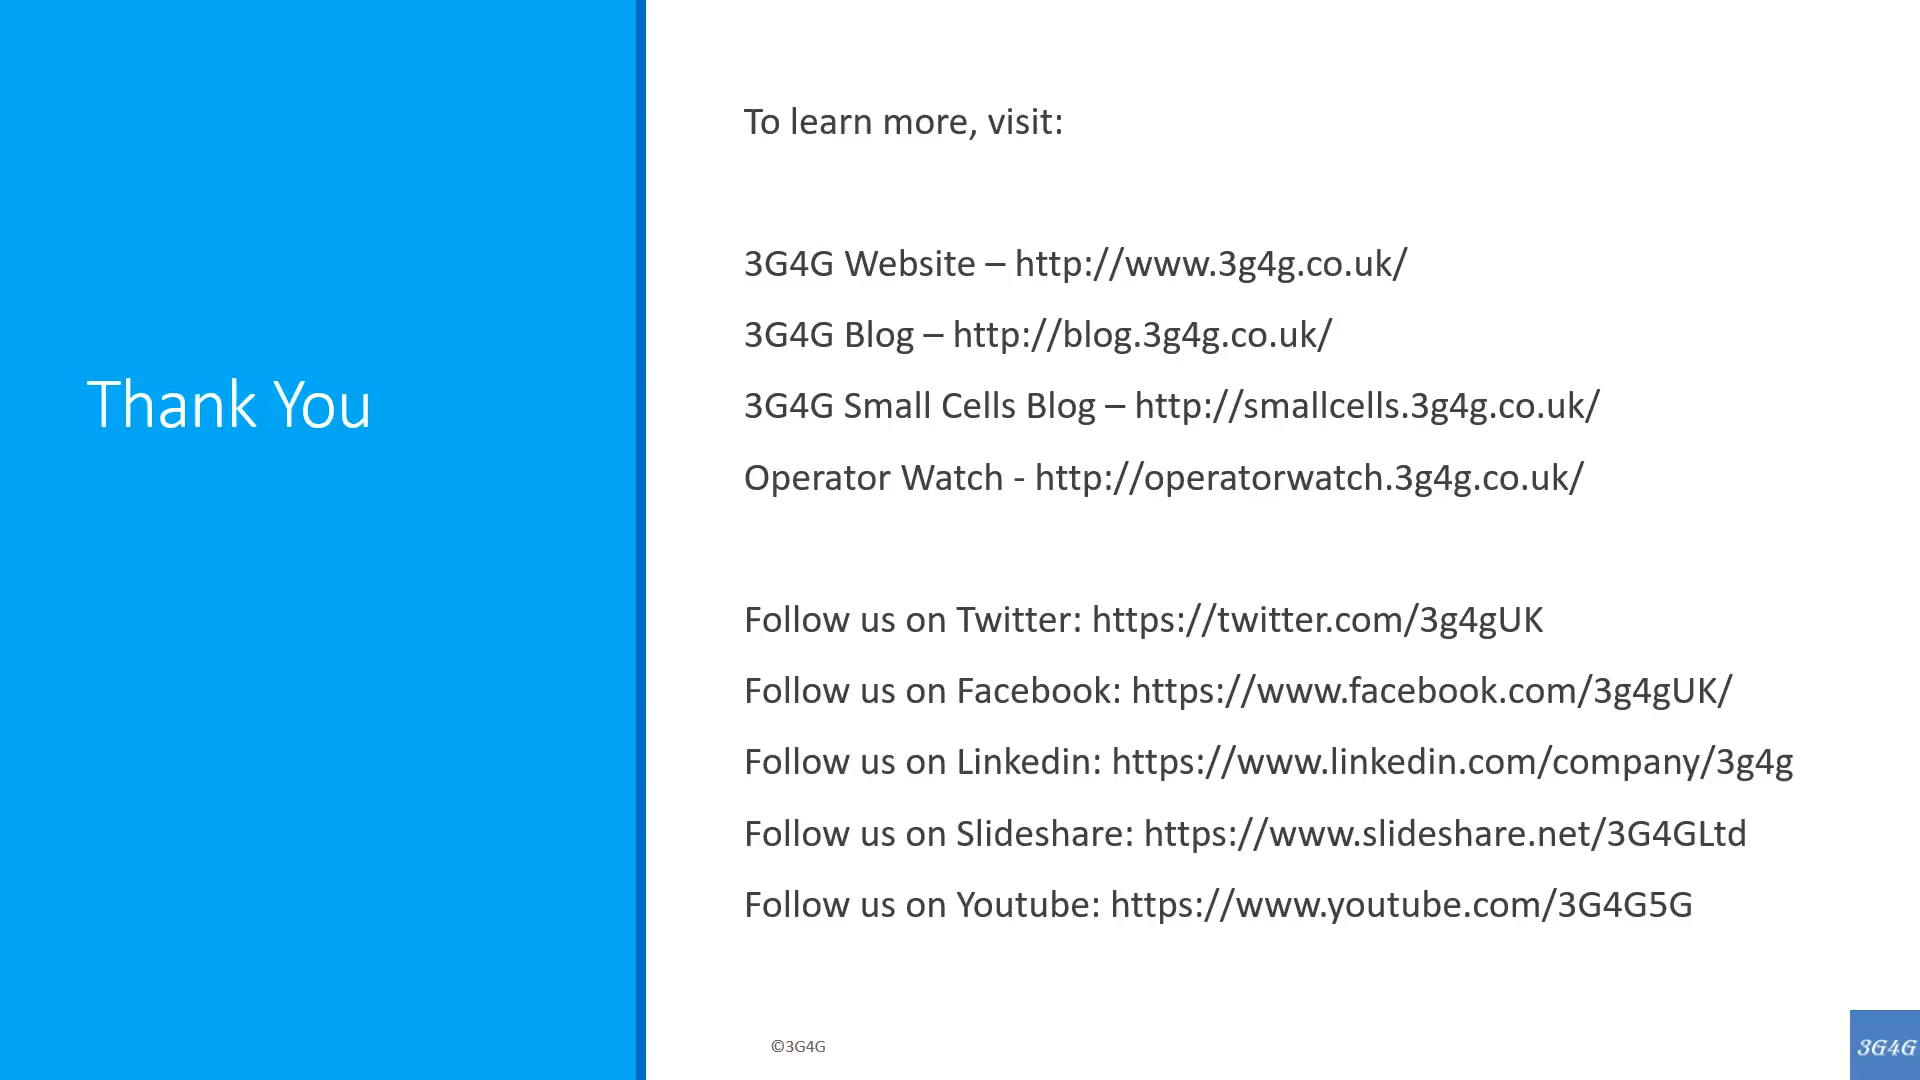 Thank You
To learn more, visit:
3G4G Website – http://www.3g4g.co.uk/
3G4G Blog – http://blog.3g4g.co.uk/
3G4G Small Cells Blog – http://smallcells.3g4g.co.uk/
Operator Watch - http://operatorwatch.3g4g.co.uk/
Follow us on Twitter: https://twitter.com/3g4gUK
Follow us on Facebook: https://www.facebook.com/3g4gUK/
Follow us on Linkedin: https://www.linkedin.com/company/3g4g
Follow us on Slideshare: https://www.slideshare.net/3G4GLtd
Follow us on Youtube: https://www.youtube.com/3G4G5G
©3G4G
3G4G